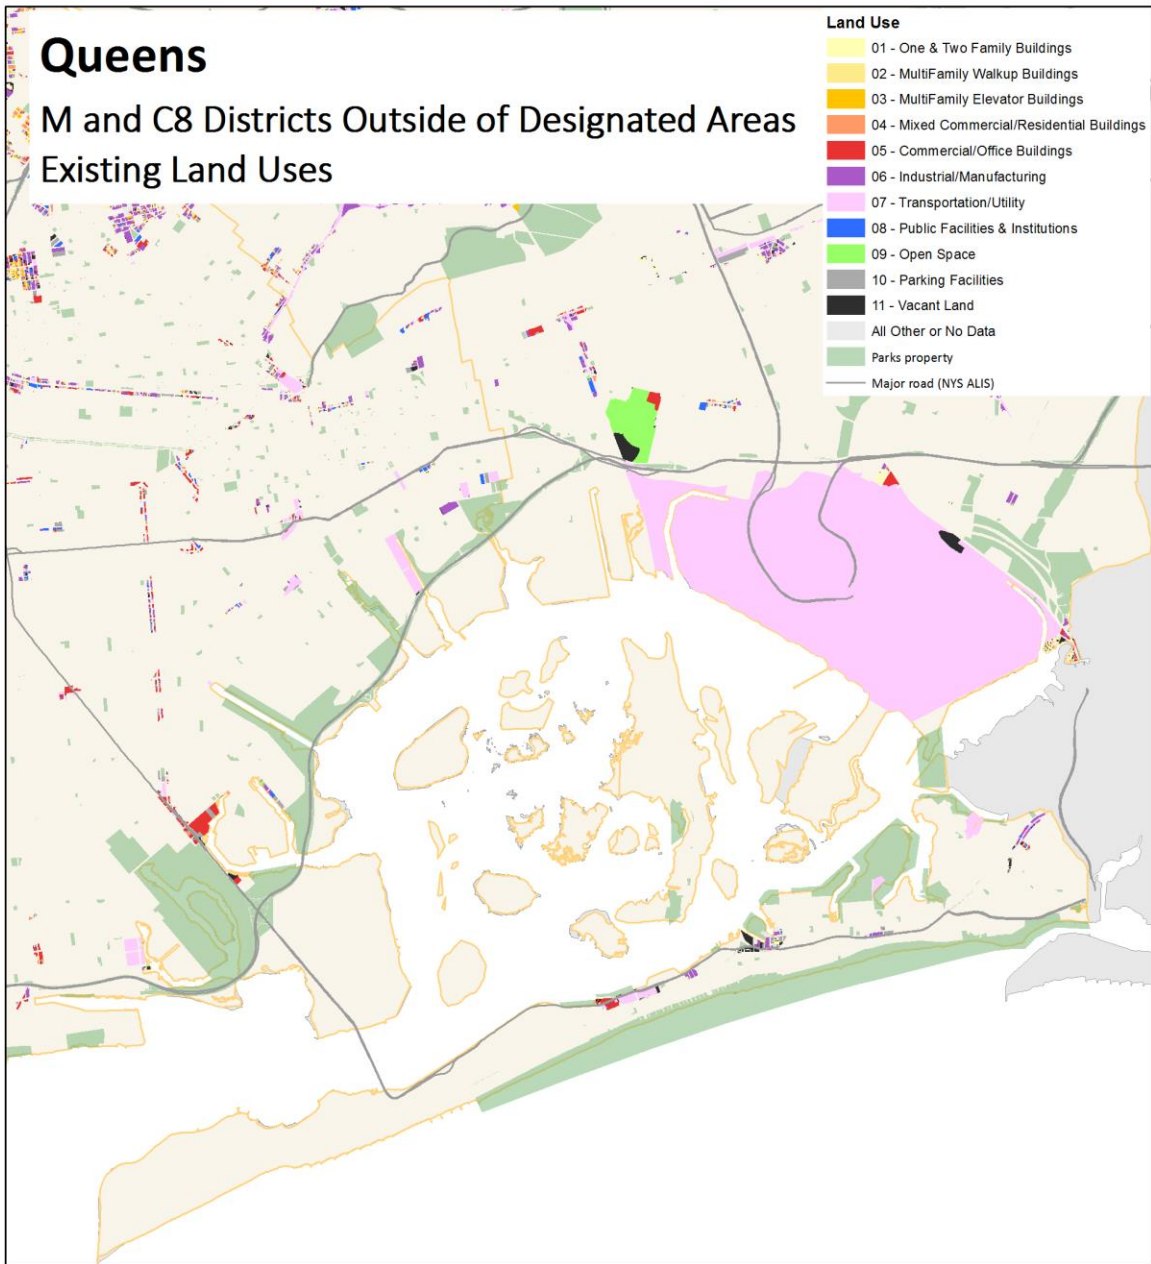 Queens
M and C8 Districts Outside of Designated Areas
Existing Land Uses
Land Use
01 - One & Two Family Buildings
02 - MultiFamily Walkup Buildings
03 - MultiFamily Elevator Buildings
04 - Mixed Commercial/Residential Buildings
05 - Commercial/Office Buildings
06 - Industrial/Manufacturing
07 - Transportation/Utility
08 - Public Facilities & Institutions
09 - Open Space
10 - Parking Facilities
11 - Vacant Land
All Other or No Data
Parks property
Major road (NYS ALIS)